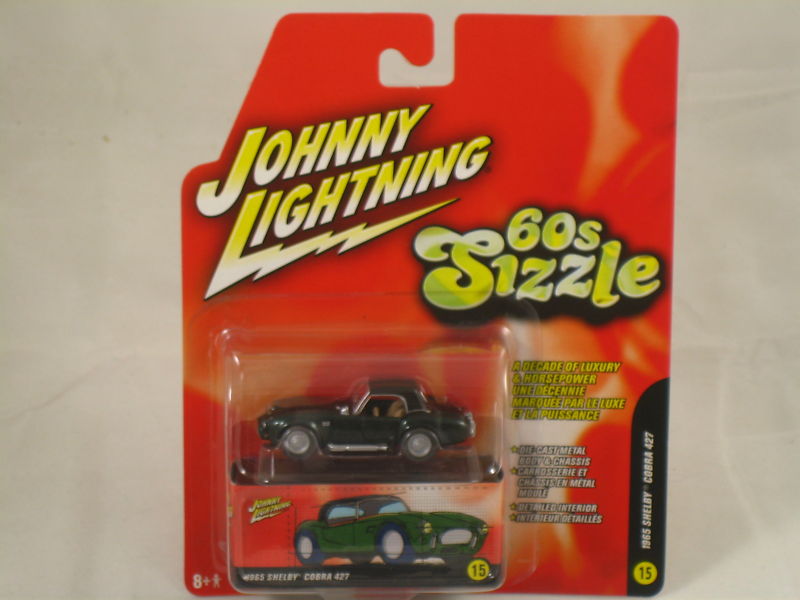 JOHNNY
LIGHTNING
60s
Sizzle
A DECADE OF LUXURY
& HORSEPOWER
UNE DÉCENNIE
MARQUÉE PAR LE LUXE
ET LA PUISSANCE
★DIE-CAST METAL
BODY & CHASSIS
★CARROSSERIE ET
CHÂSSIS EN MÉTAL
MOULÉ
★DETAILED INTERIOR
★INTÉRIEUR DÉTAILLÉS
1965 SHELBY® COBRA 427
15
JOHNNY
LIGHTNING
8+
1965 SHELBY® COBRA 427
15